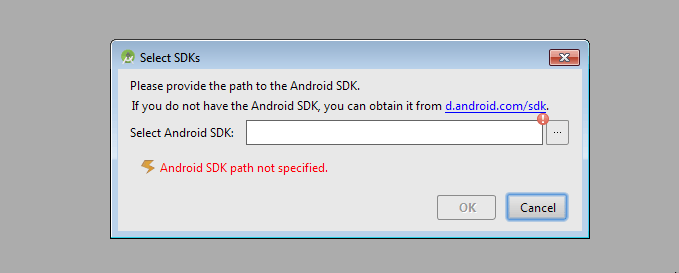 Select SDKs
Please provide the path to the Android SDK.
If you do not have the Android SDK, you can obtain it from d.android.com/sdk.
Select Android SDK:
...
Android SDK path not specified.
OK
Cancel